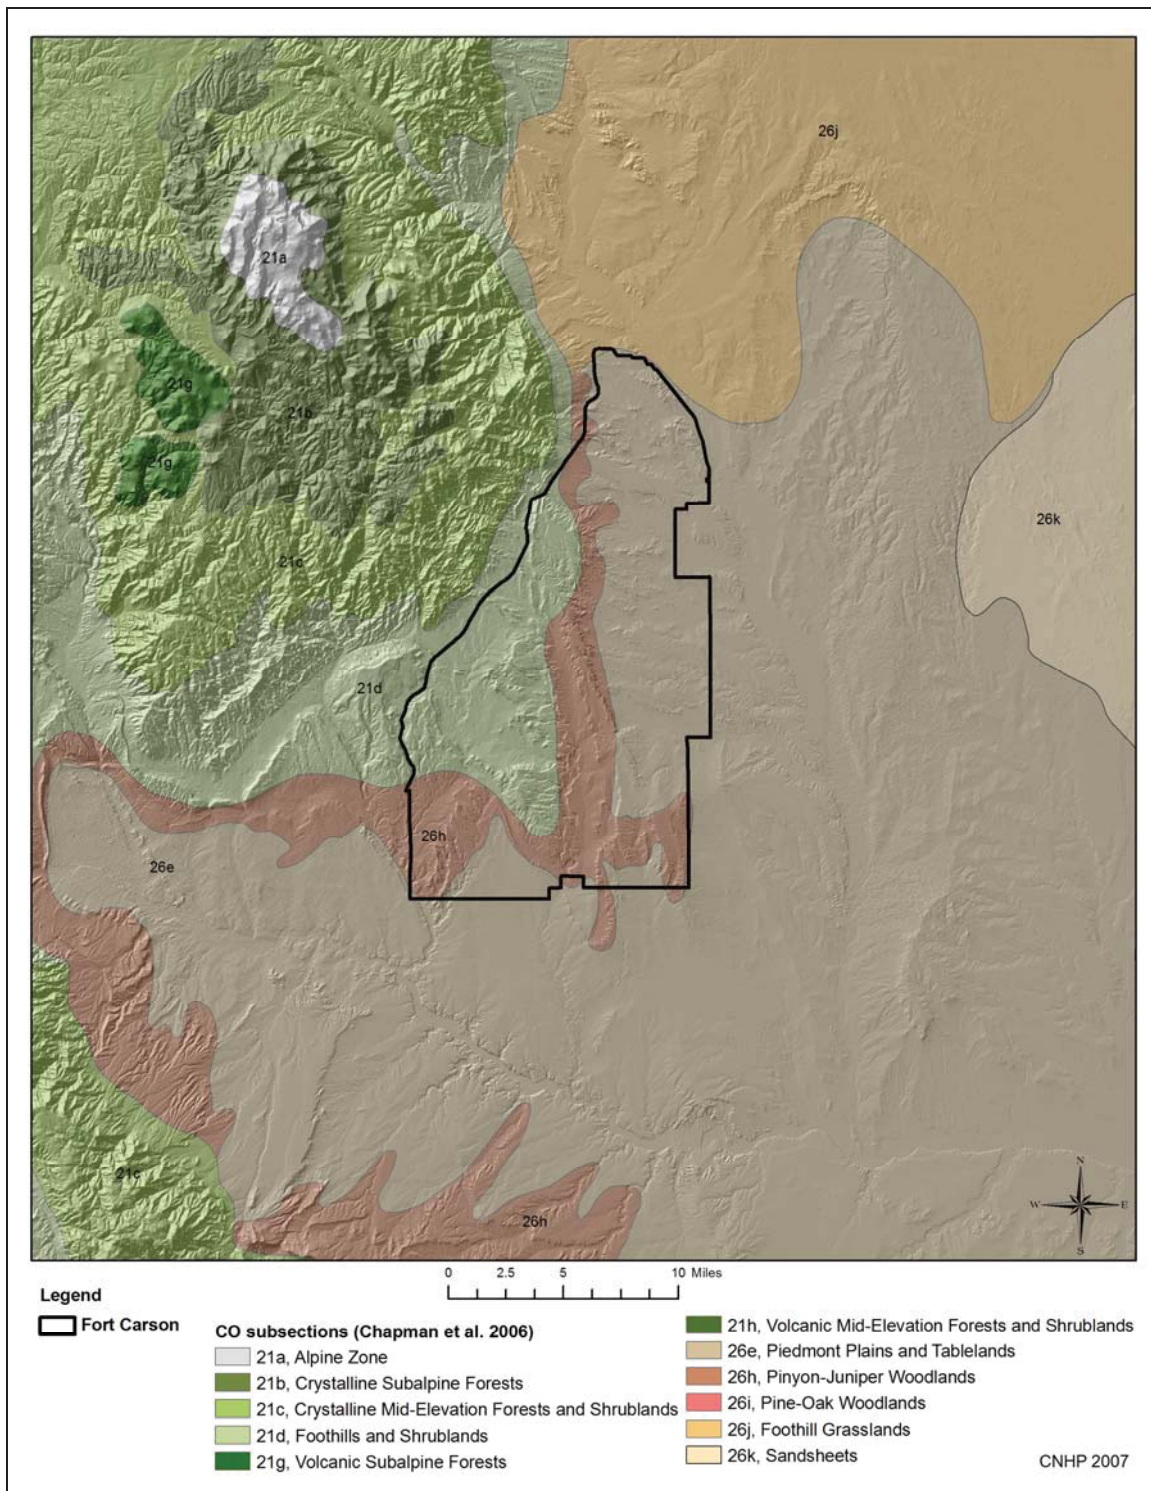 26j
21a
21g
21b
21g
26k
21c
21d
26h
26e
21c
26h
N
W E
S
0 2.5 5 10 Miles
Legend
Fort Carson
CO subsections (Chapman et al. 2006)
21a, Alpine Zone
21b, Crystalline Subalpine Forests
21c, Crystalline Mid-Elevation Forests and Shrublands
21d, Foothills and Shrublands
21g, Volcanic Subalpine Forests
21h, Volcanic Mid-Elevation Forests and Shrublands
26e, Piedmont Plains and Tablelands
26h, Pinyon-Juniper Woodlands
26i, Pine-Oak Woodlands
26j, Foothill Grasslands
26k, Sandsheets
CNHP 2007